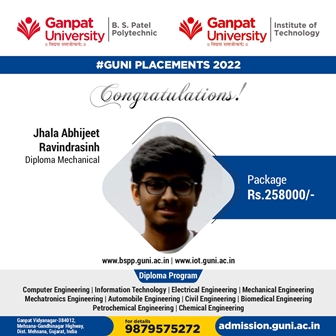 Ganpat University
B. S. Patel Polytechnic
Ganpat University
Institute of Technology
#GUNI PLACEMENTS 2022
Congratulations!
Jhala Abhijeet
Ravindrasinh
Diploma Mechanical
Package
Rs.258000/-
www.bspp.guni.ac.in | www.iot.guni.ac.in
Diploma Program
Computer Engineering | Information Technology | Electrical Engineering | Mechanical Engineering
Mechatronics Engineering | Automobile Engineering | Civil Engineering | Biomedical Engineering
Petrochemical Engineering | Chemical Engineering
Ganpat Vidyanagar-384012,
Mehsana-Gandhinagar Highway,
Dist. Mehsana, Gujarat, India
for details
9879575272
admission.guni.ac.in